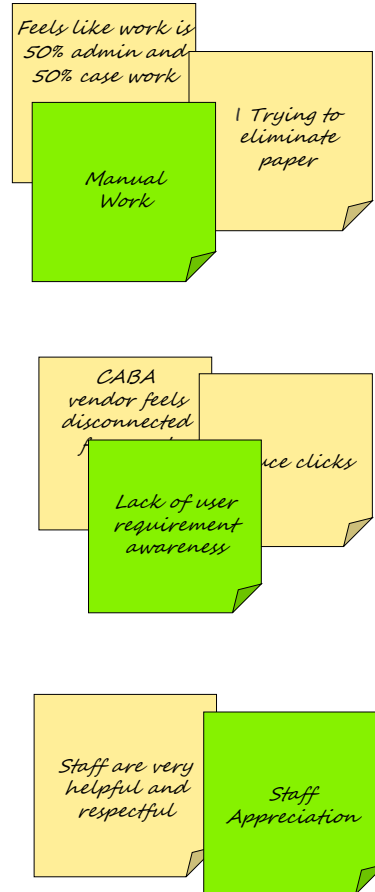 Feels like work is
50% admin and
50% case work
1 Trying to
eliminate
paper
Manual
Work
CABA
vendor feels
disconnected
clicks
Lack of user
requirement
awareness
Staff are very
helpful and
respectful
Staff
Appreciation